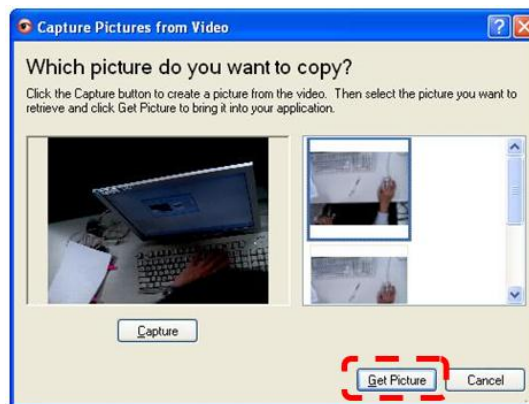 Capture Pictures from Video
Which picture do you want to copy?
Click the Capture button to create a picture from the video. Then select the picture you want to
retrieve and click Get Picture to bring it into your application.
Capture
Get Picture
Cancel